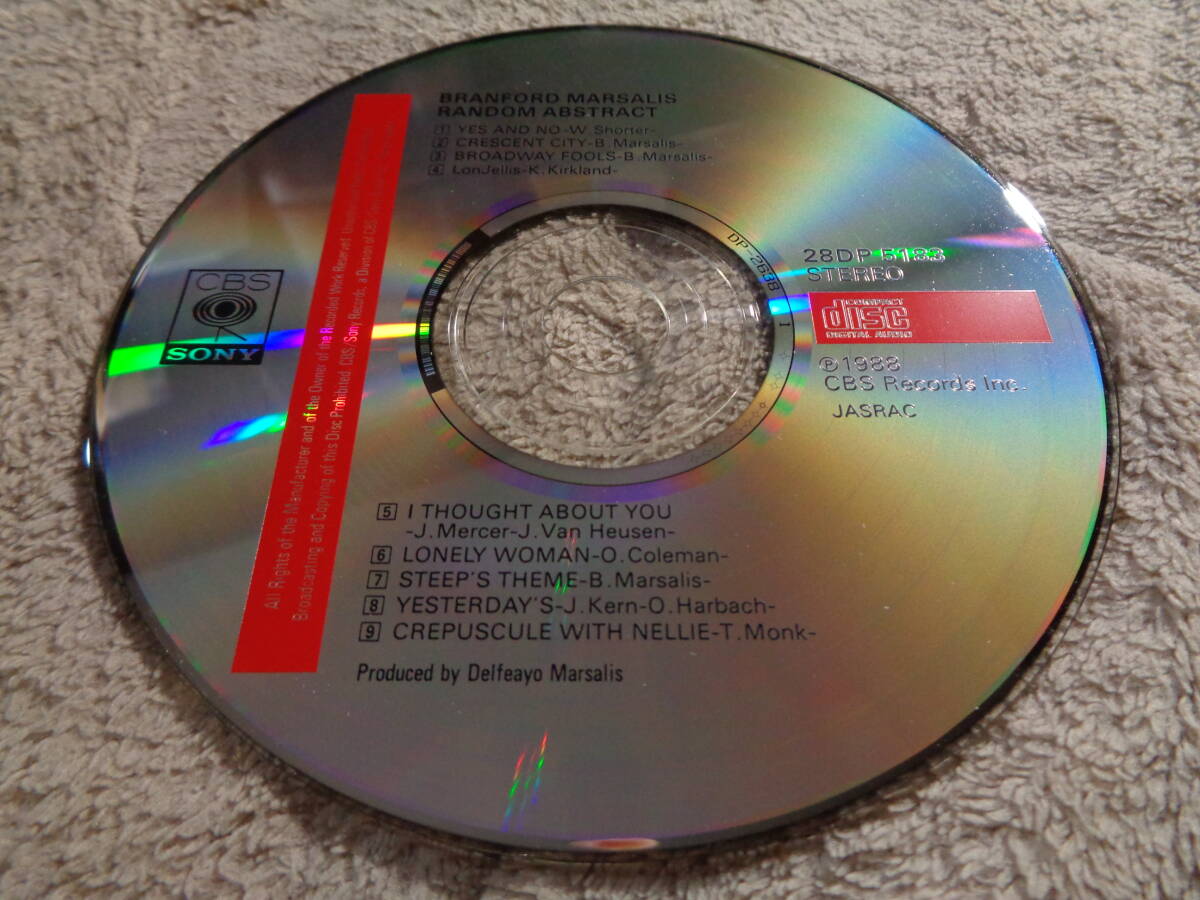 BRANFORD MARSALIS
RANDOM ABSTRACT
1 YES AND NO-W. Shorter-
2 CRESCENT CITY-B. Marsalis-
3 BROADWAY FOOLS-B. Marsalis-
4 LonJellis-K. Kirkland-
CBS
SONY
All Rights of the Manufacturer and of the Owner of the Recorded Work Reserved.
Broadcasting and Copying of this Disc Prohibited. CBS/Sony Records, a Division of CBS
DP-2638 1
28DP 5183
STEREO
COMPACT
disc
DIGITAL AUDIO
℗1988
CBS Records Inc.
JASRAC
5 I THOUGHT ABOUT YOU
-J. Mercer-J. Van Heusen-
6 LONELY WOMAN-O. Coleman-
7 STEEP'S THEME-B. Marsalis-
8 YESTERDAY'S-J. Kern-O. Harbach-
9 CREPUSCULE WITH NELLIE-T. Monk-
Produced by Delfeayo Marsalis